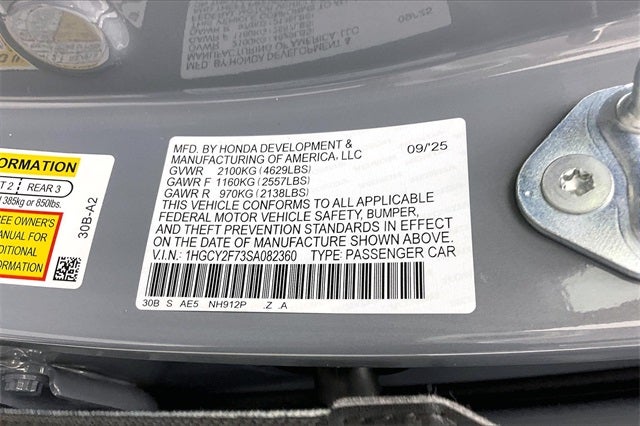 MFD. BY HONDA DEVELOPMENT &
MANUFACTURING OF AMERICA, LLC 09/25
GVWR 2100KG (4629LBS)
GAWR F 1160KG (2557LBS)
GAWR R 970KG (2138LBS)
THIS VEHICLE CONFORMS TO ALL APPLICABLE
FEDERAL MOTOR VEHICLE SAFETY, BUMPER,
AND THEFT PREVENTION STANDARDS IN EFFECT
ON THE DATE OF MANUFACTURE SHOWN ABOVE.
V.I.N.: 1HGCY2F73SA082360 TYPE: PASSENGER CAR
30B S AE5 NH912P .Z .A
FORMATION
T 2 REAR 3
385kg or 850lbs.
OWNER'S
MANUAL FOR
DITIONAL
FORMATION
30B-A2